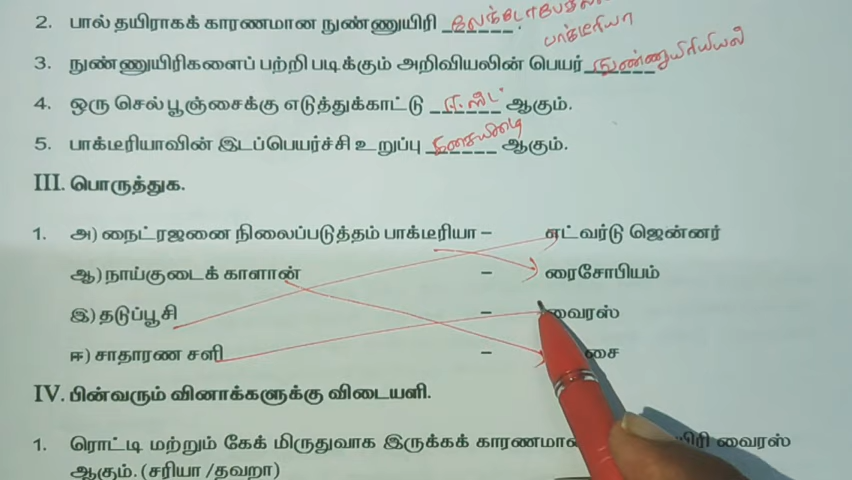 2. பால் தயிராகக் காரணமான நுண்ணுயிரி ______.
பாக்டீரியா
3. நுண்ணுயிரிகளைப் பற்றி படிக்கும் அறிவியலின் பெயர் நுண்ணுயிரியியல்
4. ஒரு செல் பூஞ்சைக்கு எடுத்துக்காட்டு ஈஸ்ட் ஆகும்.
5. பாக்டீரியாவின் இடப்பெயர்ச்சி உறுப்பு கசையிழை ஆகும்.
III. பொருத்துக.
1. அ) நைட்ரஜனை நிலைப்படுத்தம் பாக்டீரியா – எட்வர்டு ஜென்னர்
ஆ) நாய்குடைக் காளான் – ரைசோபியம்
இ) தடுப்பூசி – வைரஸ்
ஈ) சாதாரண சளி –
IV. பின்வரும் வினாக்களுக்கு விடையளி.
1. ரொட்டி மற்றும் கேக் மிருதுவாக இருக்கக் வைரஸ்
ஆகும். (சரியா /தவறா)